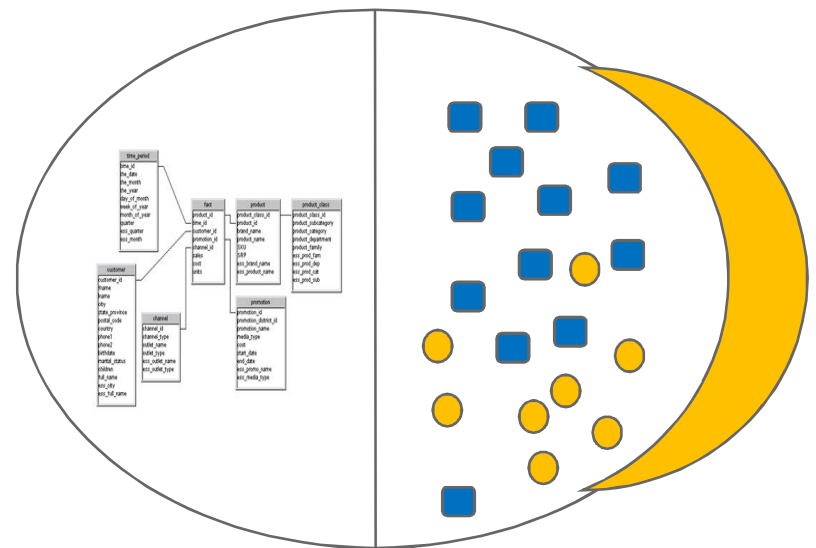 time_period
time_id
the_date
the_month
the_year
day_of_month
week_of_year
month_of_year
quarter
ess_quarter
ess_month
fact
product_id
time_id
customer_id
promotion_id
channel_id
sales
cost
units
product
product_class_id
product_id
brand_name
product_name
SKU
SRP
ess_brand_name
ess_product_name
product_class
product_class_id
product_subcategory
product_category
product_department
product_family
ess_prod_fam
ess_prod_dep
ess_prod_cat
ess_prod_sub
customer
customer_id
fname
lname
city
state_province
postal_code
country
phone1
phone2
birthdate
marital_status
children
full_name
ess_city
ess_full_name
channel
channel_id
channel_type
outlet_name
outlet_type
ess_outlet_name
ess_outlet_type
promotion
promotion_id
promotion_district_id
promotion_name
media_type
cost
start_date
end_date
ess_promo_name
ess_media_type